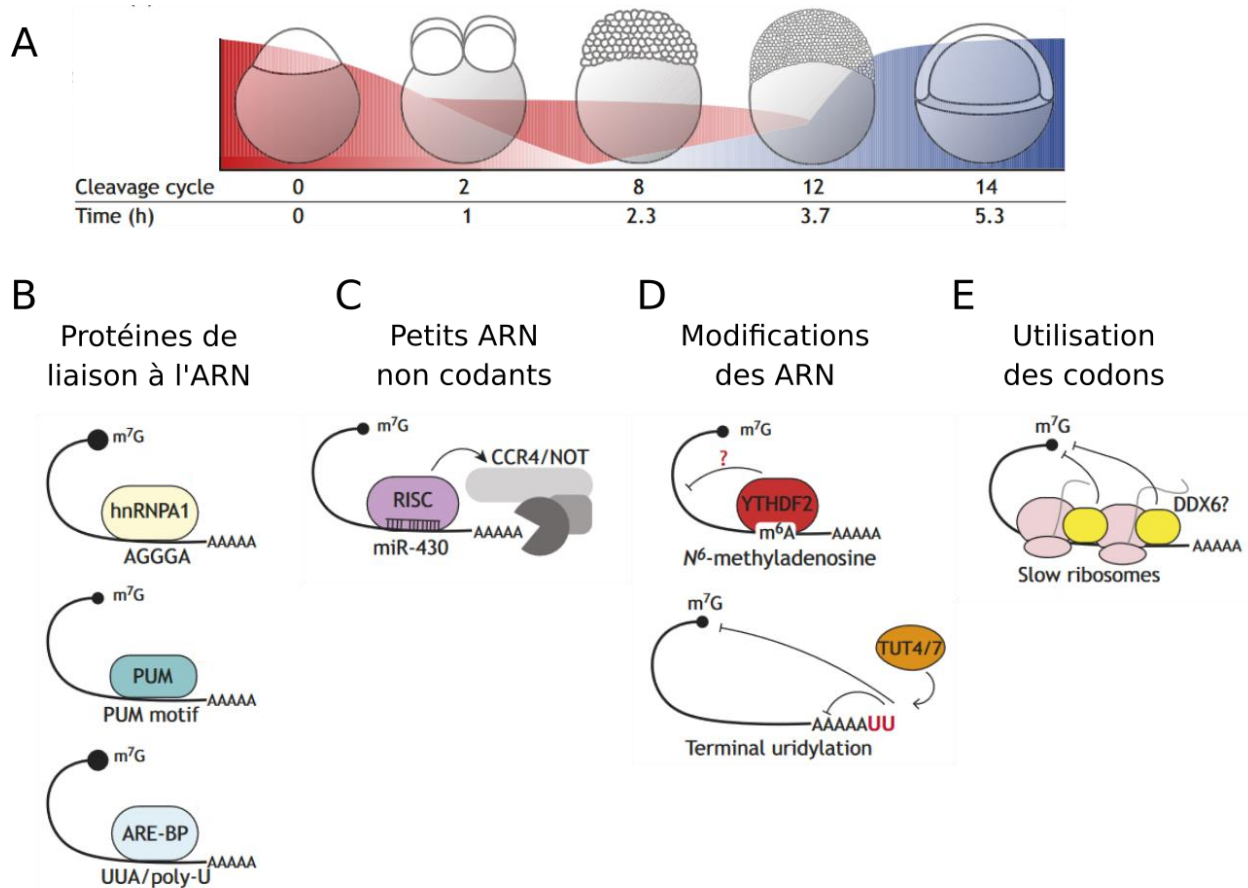 A
Cleavage cycle 0 2 8 12 14
Time (h) 0 1 2.3 3.7 5.3
B
Protéines de
liaison à l'ARN
m⁷G
hnRNPA1
AGGGA
AAAAA
m⁷G
PUM
PUM motif
AAAAA
m⁷G
ARE-BP
UUA/poly-U
AAAAA
C
Petits ARN
non codants
m⁷G
CCR4/NOT
RISC
miR-430
AAAAA
D
Modifications
des ARN
m⁷G
?
YTHDF2
m⁶A
AAAAA
N⁶-methyladenosine
m⁷G
TUT4/7
AAAAAUU
Terminal uridylation
E
Utilisation
des codons
m⁷G
DDX6?
AAAAA
Slow ribosomes